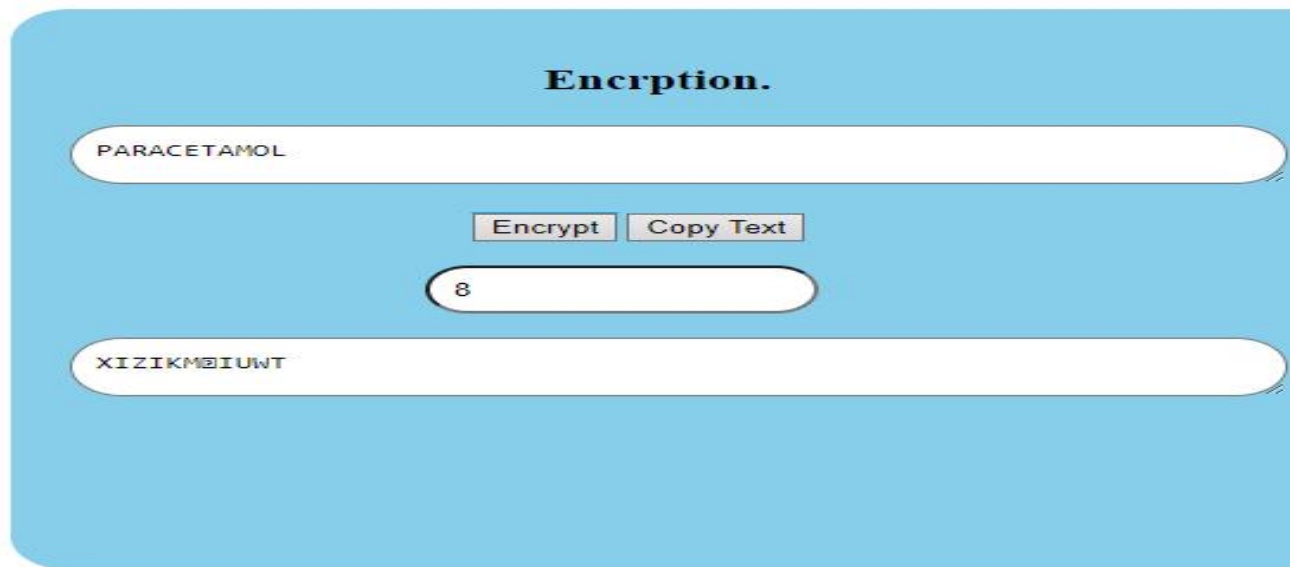 Encrption.
PARACETAMOL
Encrypt Copy Text
8
XIZIKM⍰IUWT